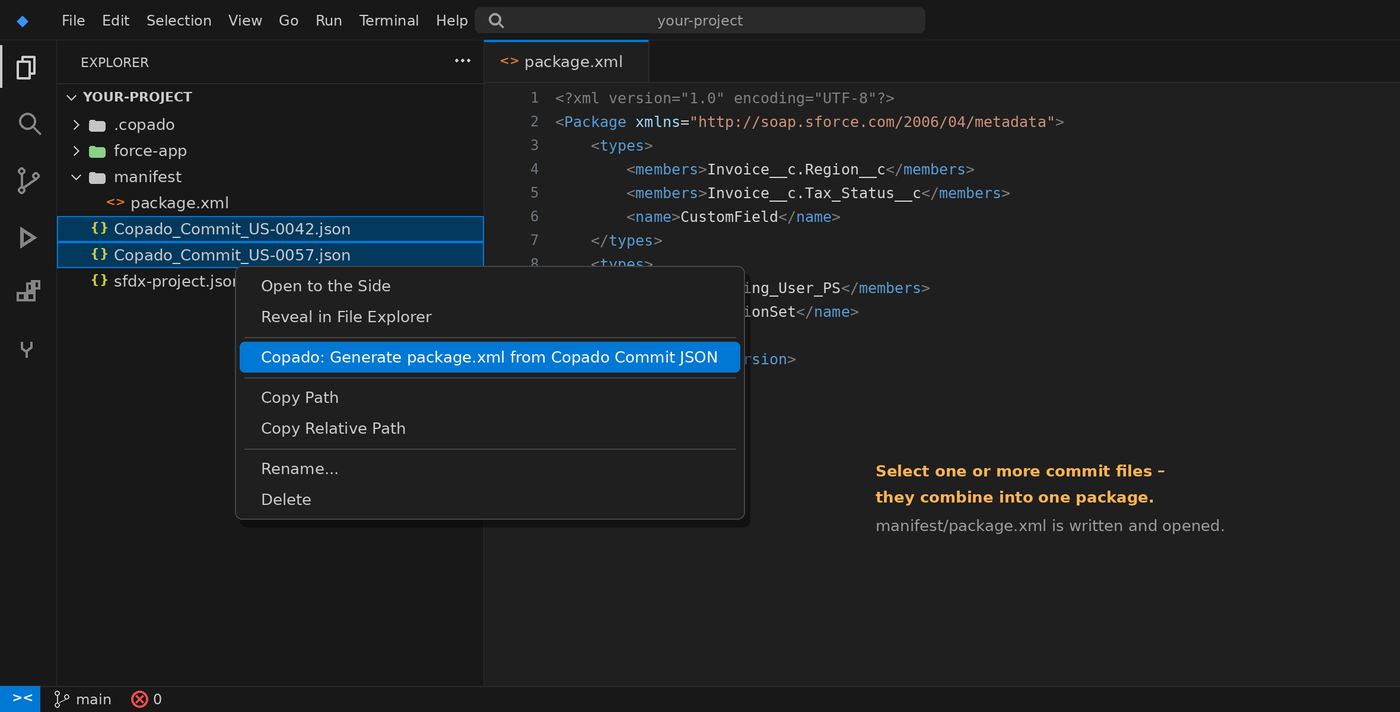 File Edit Selection View Go Run Terminal Help
your-project
EXPLORER
YOUR-PROJECT
.copado
force-app
manifest
<> package.xml
{} Copado_Commit_US-0042.json
{} Copado_Commit_US-0057.json
{} sfdx-project.json
<> package.xml
1 <?xml version="1.0" encoding="UTF-8"?>
2 <Package xmlns="http://soap.sforce.com/2006/04/metadata">
3 <types>
4 <members>Invoice__c.Region__c</members>
5 <members>Invoice__c.Tax_Status__c</members>
6 <name>CustomField</name>
7 </types>
8 <types>
ing_User_PS</members>
ionSet</name>
rsion>
Open to the Side
Reveal in File Explorer
Copado: Generate package.xml from Copado Commit JSON
Copy Path
Copy Relative Path
Rename...
Delete
Select one or more commit files –
they combine into one package.
manifest/package.xml is written and opened.
>< main 0